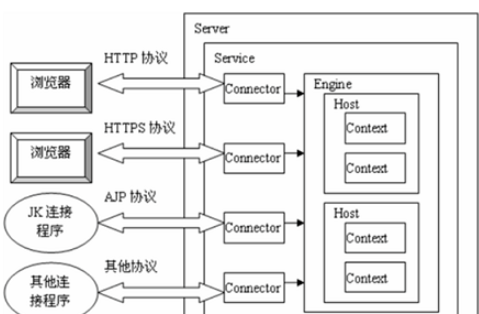 Server
HTTP 协议
Service
浏览器
Connector
Engine
Host
Context
HTTPS 协议
浏览器
Connector
Context
AJP 协议
JK 连接
程序
Connector
Host
Context
其他协议
其他连
接程序
Connector
Context